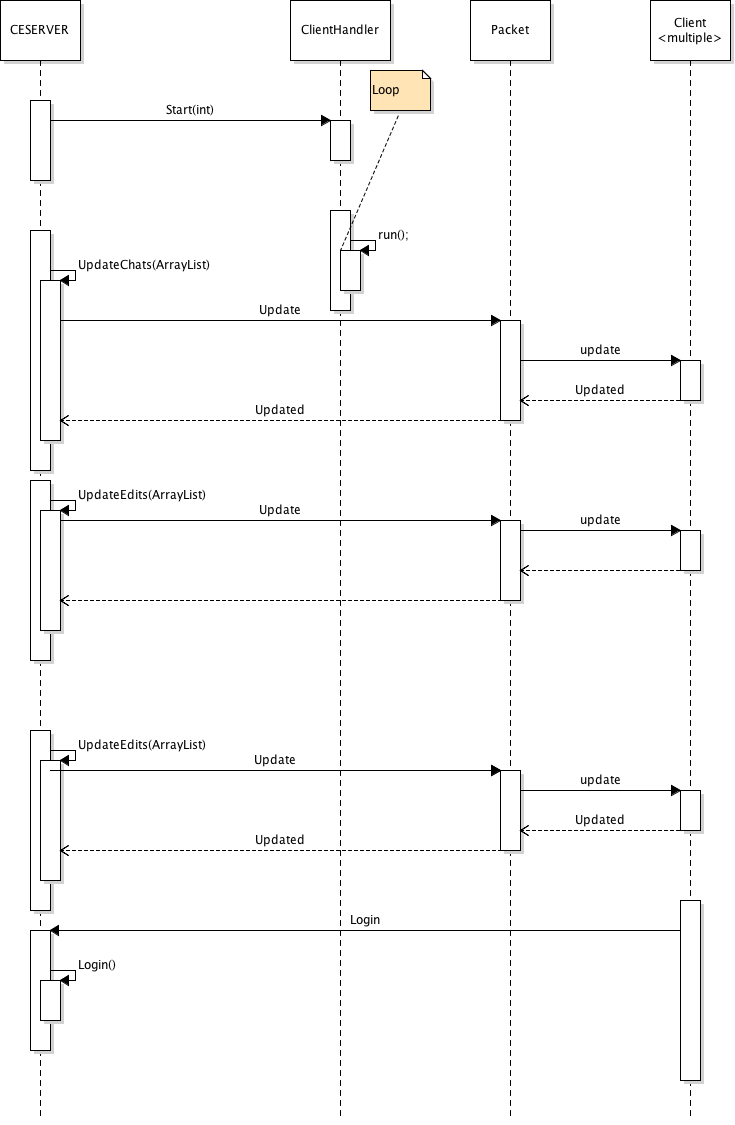 CESERVER
ClientHandler
Packet
Client
<multiple>
Loop
Start(int)
run();
UpdateChats(ArrayList)
Update
update
Updated
Updated
UpdateEdits(ArrayList)
Update
update
UpdateEdits(ArrayList)
Update
update
Updated
Updated
Login
Login()